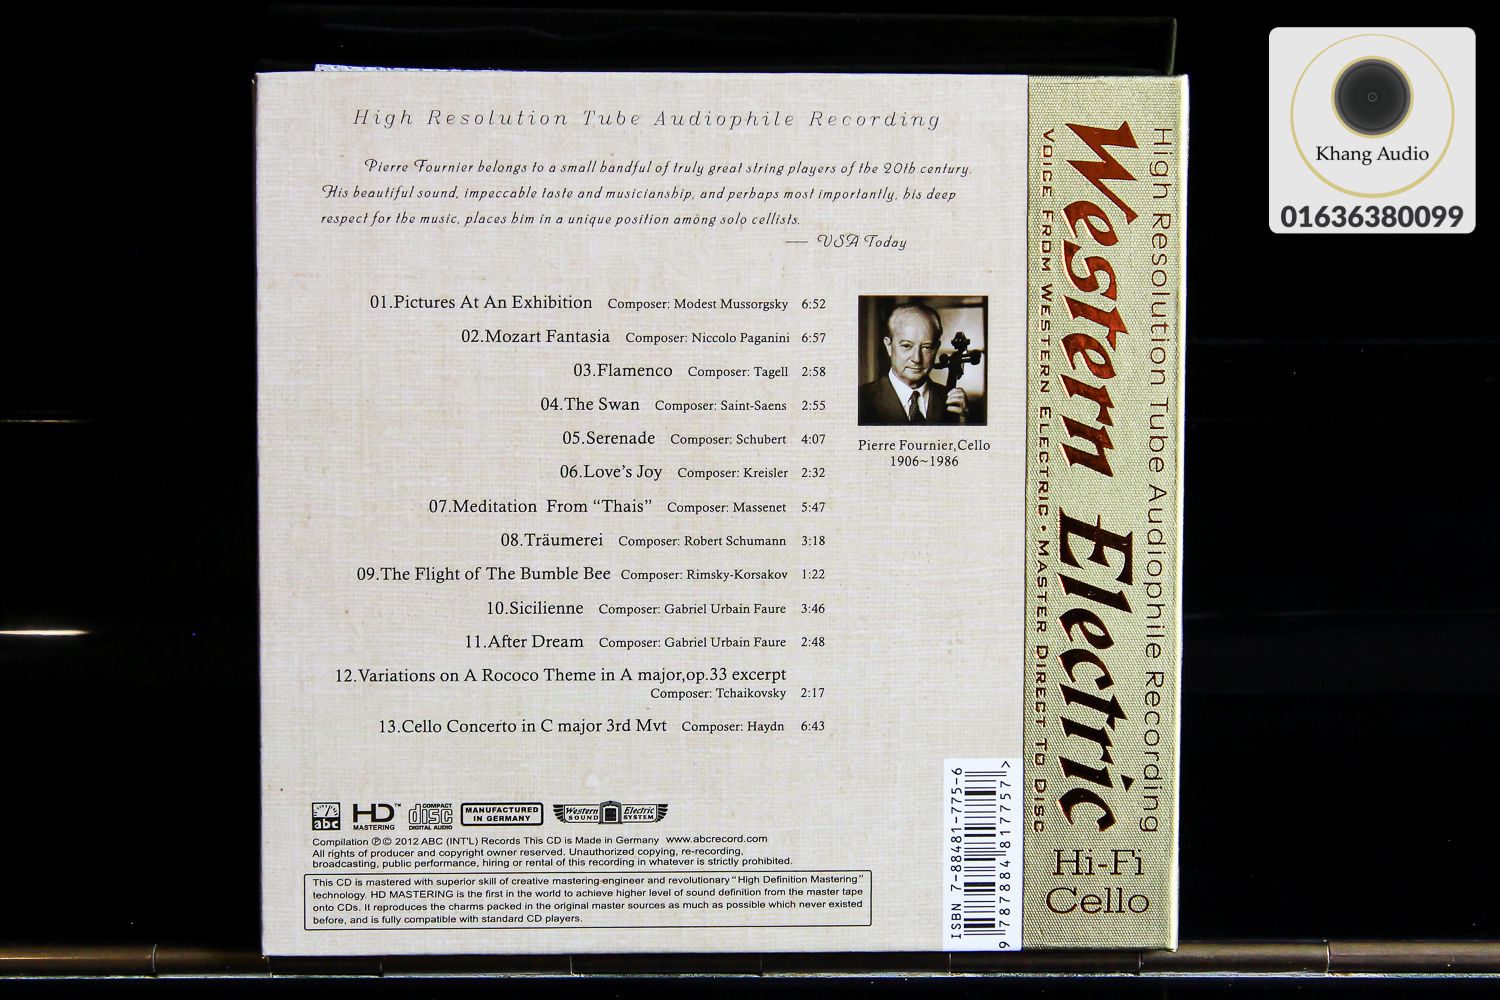 High Resolution Tube Audiophile Recording
Pierre Fournier belongs to a small handful of truly great string players of the 20th century.
His beautiful sound, impeccable taste and musicianship, and perhaps most importantly, his deep
respect for the music, places him in a unique position among solo cellists.
— USA Today
01.Pictures At An Exhibition Composer: Modest Mussorgsky 6:52
02.Mozart Fantasia Composer: Niccolo Paganini 6:57
03.Flamenco Composer: Tagell 2:58
04.The Swan Composer: Saint-Saens 2:55
05.Serenade Composer: Schubert 4:07
06.Love's Joy Composer: Kreisler 2:32
07.Meditation From “Thais” Composer: Massenet 5:47
08.Träumerei Composer: Robert Schumann 3:18
09.The Flight of The Bumble Bee Composer: Rimsky-Korsakov 1:22
10.Sicilienne Composer: Gabriel Urbain Faure 3:46
11.After Dream Composer: Gabriel Urbain Faure 2:48
12.Variations on A Rococo Theme in A major,op.33 excerpt
Composer: Tchaikovsky 2:17
13.Cello Concerto in C major 3rd Mvt Composer: Haydn 6:43
Pierre Fournier,Cello
1906~1986
abc
HD™
MASTERING
COMPACT
disc
DIGITAL AUDIO
MANUFACTURED
IN GERMANY
Western Electric
SOUND SYSTEM
Compilation ℗© 2012 ABC (INT'L) Records This CD is Made in Germany www.abcrecord.com
All rights of producer and copyright owner reserved. Unauthorized copying, re-recording,
broadcasting, public performance, hiring or rental of this recording in whatever is strictly prohibited.
This CD is mastered with superior skill of creative mastering engineer and revolutionary “High Definition Mastering”
technology. HD MASTERING is the first in the world to achieve higher level of sound definition from the master tape
onto CDs. It reproduces the charms packed in the original master sources as much as possible which never existed
before, and is fully compatible with standard CD players.
ISBN 7-88481-775-6
9 787884 817757 >
High Resolution Tube Audiophile Recording
Western Electric
VOICE FROM WESTERN ELECTRIC • MASTER DIRECT TO DISC
Hi-Fi
Cello
Khang Audio
01636380099